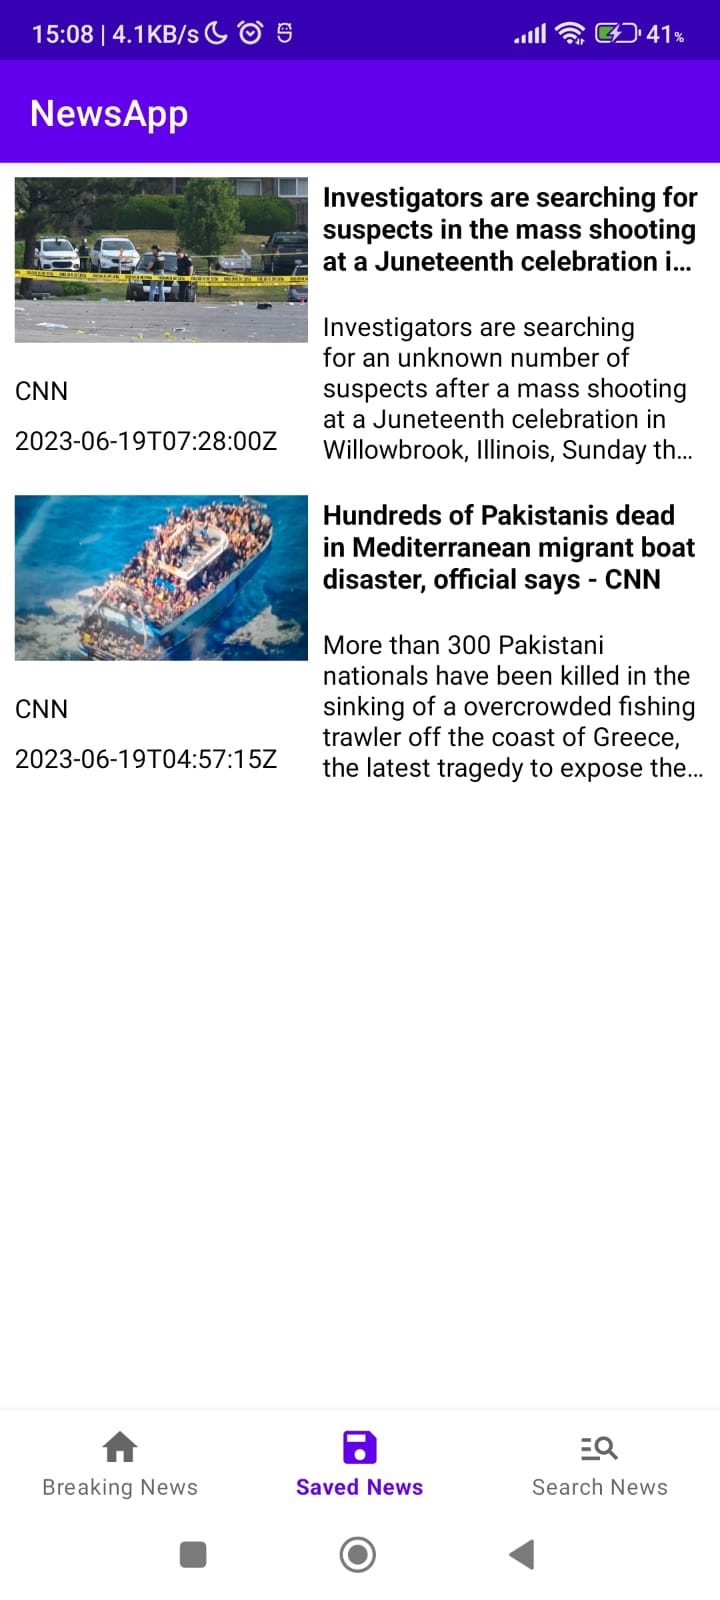 15:08 | 4.1KB/s
41%
NewsApp
Investigators are searching for
suspects in the mass shooting
at a Juneteenth celebration i...
Investigators are searching
for an unknown number of
suspects after a mass shooting
at a Juneteenth celebration in
Willowbrook, Illinois, Sunday th...
CNN
2023-06-19T07:28:00Z
Hundreds of Pakistanis dead
in Mediterranean migrant boat
disaster, official says - CNN
More than 300 Pakistani
nationals have been killed in the
sinking of a overcrowded fishing
trawler off the coast of Greece,
the latest tragedy to expose the...
CNN
2023-06-19T04:57:15Z
Breaking News
Saved News
Search News